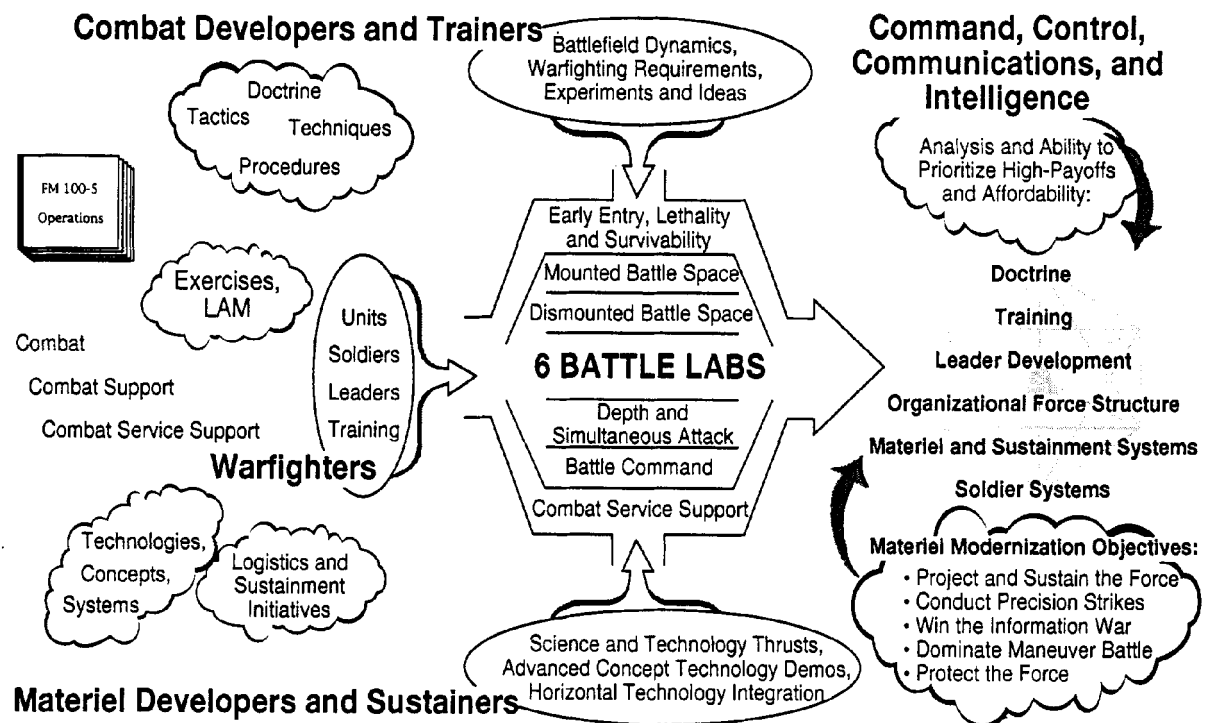 Combat Developers and Trainers
Battlefield Dynamics,
Warfighting Requirements,
Experiments and Ideas
Command, Control,
Communications, and
Intelligence
Doctrine
Tactics
Techniques
Procedures
FM 100-5
Operations
Analysis and Ability to
Prioritize High-Payoffs
and Affordability:
Exercises,
LAM
Combat
Combat Support
Combat Service Support
Units
Soldiers
Leaders
Training
Warfighters
Early Entry, Lethality
and Survivability
Mounted Battle Space
Dismounted Battle Space
6 BATTLE LABS
Depth and
Simultaneous Attack
Battle Command
Combat Service Support
Doctrine
Training
Leader Development
Organizational Force Structure
Materiel and Sustainment Systems
Soldier Systems
Technologies,
Concepts,
Systems
Logistics and
Sustainment
Initiatives
Materiel Modernization Objectives:
• Project and Sustain the Force
• Conduct Precision Strikes
• Win the Information War
• Dominate Maneuver Battle
• Protect the Force
Science and Technology Thrusts,
Advanced Concept Technology Demos,
Horizontal Technology Integration
Materiel Developers and Sustainers